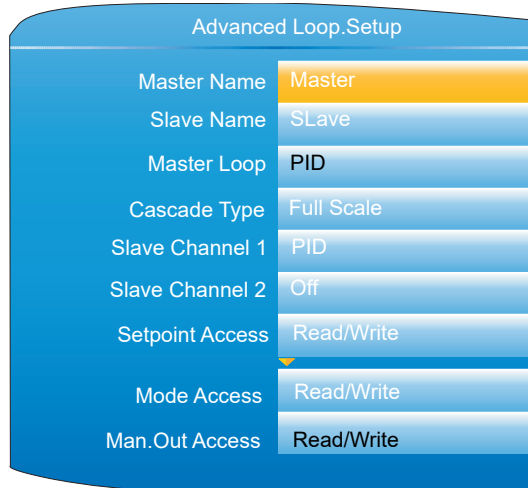 Advanced Loop.Setup
Master Name Master
Slave Name SLave
Master Loop PID
Cascade Type Full Scale
Slave Channel 1 PID
Slave Channel 2 Off
Setpoint Access Read/Write
Mode Access Read/Write
Man.Out Access Read/Write